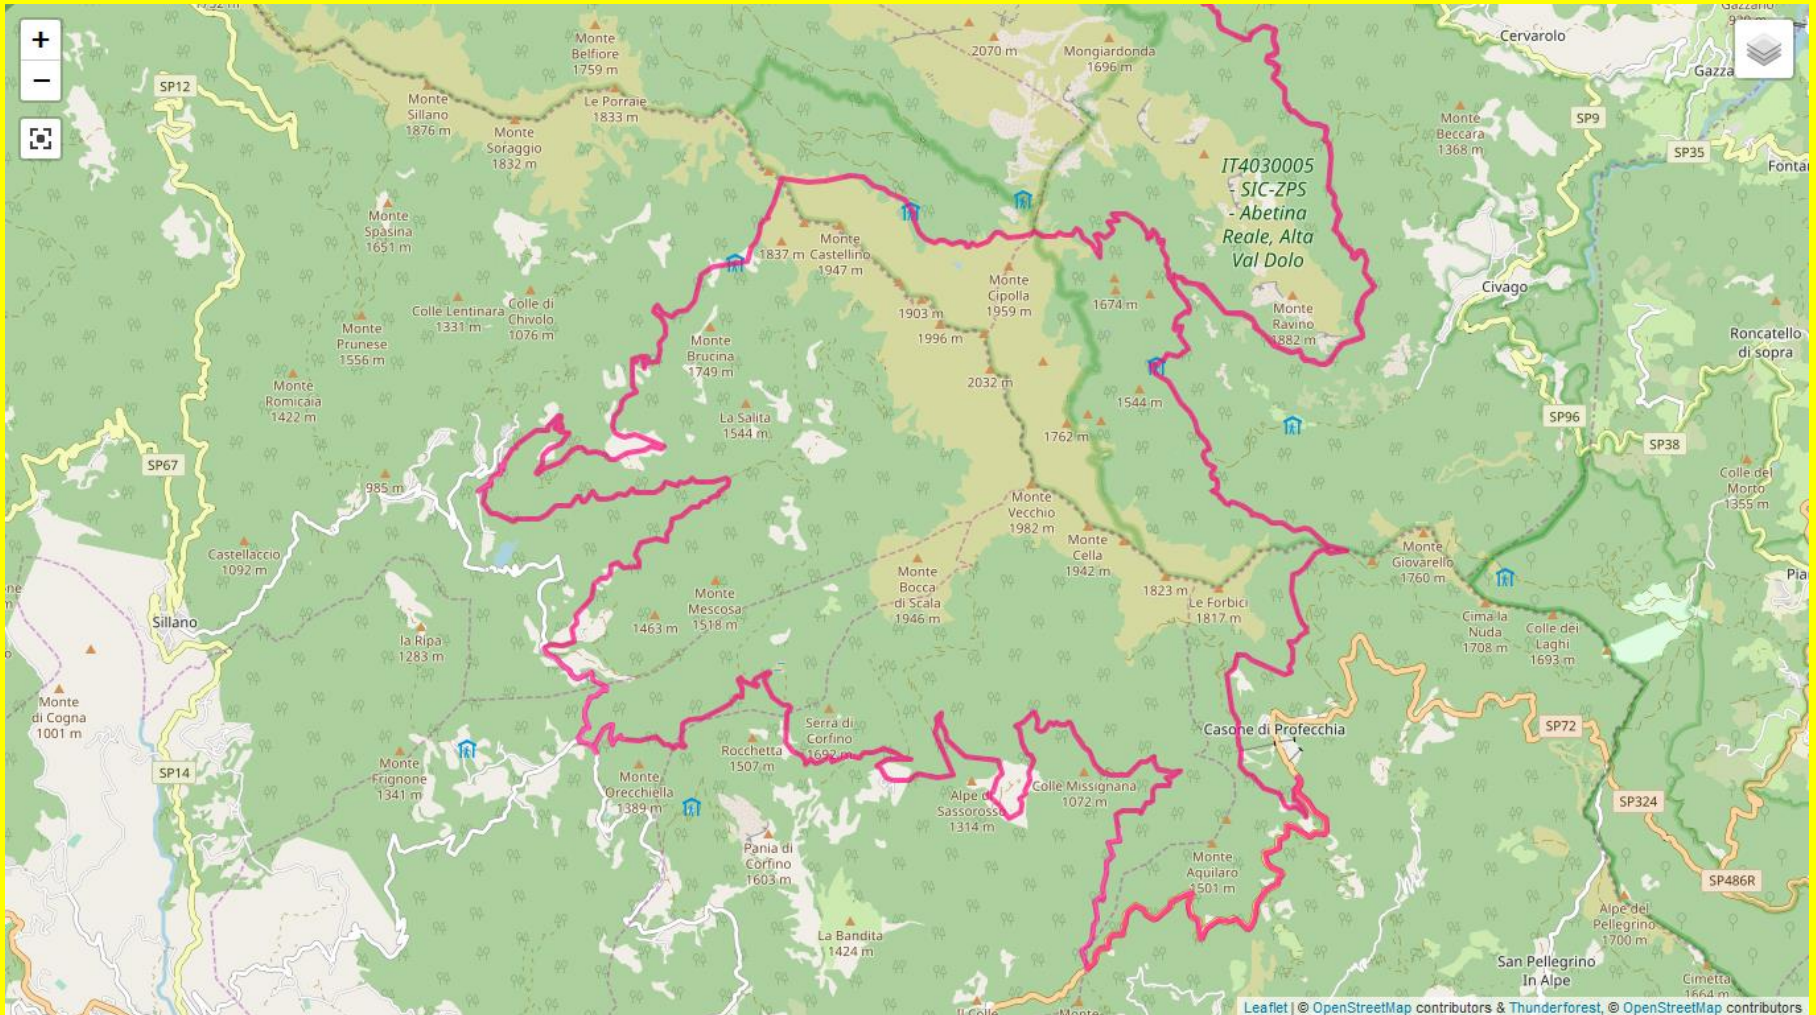 +
−
1732 m
SP12
Monte
Belfiore
1759 m
Le Porraie
1833 m
Monte
Sillano
1876 m
Monte
Soraggio
1832 m
2070 m
Mongiardonda
1696 m
Cervarolo
Gazzano
Gazza
SP9
SP35
Monte
Beccara
1368 m
IT4030005
- SIC-ZPS
- Abetina
Reale, Alta
Val Dolo
Monte
Spasina
1651 m
1837 m
Monte
Castellino
1947 m
Monte
Cipolla
1959 m
1903 m
1996 m
1674 m
Monte
Ravino
1882 m
Civago
Roncatello
di sopra
Colle Lentinara
1331 m
Colle di
Chivolo
1076 m
Monte
Prunese
1556 m
Monte
Brucina
1749 m
Monte
Romicaia
1422 m
La Salita
1544 m
2032 m
1544 m
1762 m
SP96
SP38
SP67
985 m
Colle del
Morto
1355 m
Castellaccio
1092 m
Monte
Vecchio
1982 m
Monte
Cella
1942 m
Monte
Bocca
di Scala
1946 m
Monte
Giovarello
1760 m
1823 m
Le Forbici
1817 m
Cima la
Nuda
1708 m
Colle dei
Laghi
1693 m
Sillano
la Ripa
1283 m
1463 m
Monte
Mescosa
1518 m
Monte
di Cogna
1001 m
Serra di
Corfino
1692 m
Casone di Profecchia
SP72
SP14
Monte
Frignone
1341 m
Rocchetta
1507 m
Monte
Orecchiella
1389 m
Alpe di
Sassorosso
1314 m
Colle Missignana
1072 m
SP324
Pania di
Corfino
1603 m
Monte
Aquilaro
1501 m
SP486R
La Bandita
1424 m
Alpe del
Pellegrino
1700 m
San Pellegrino
In Alpe
Cimetta
1664 m
Il Colle
Monte
Leaflet | © OpenStreetMap contributors & Thunderforest, © OpenStreetMap contributors